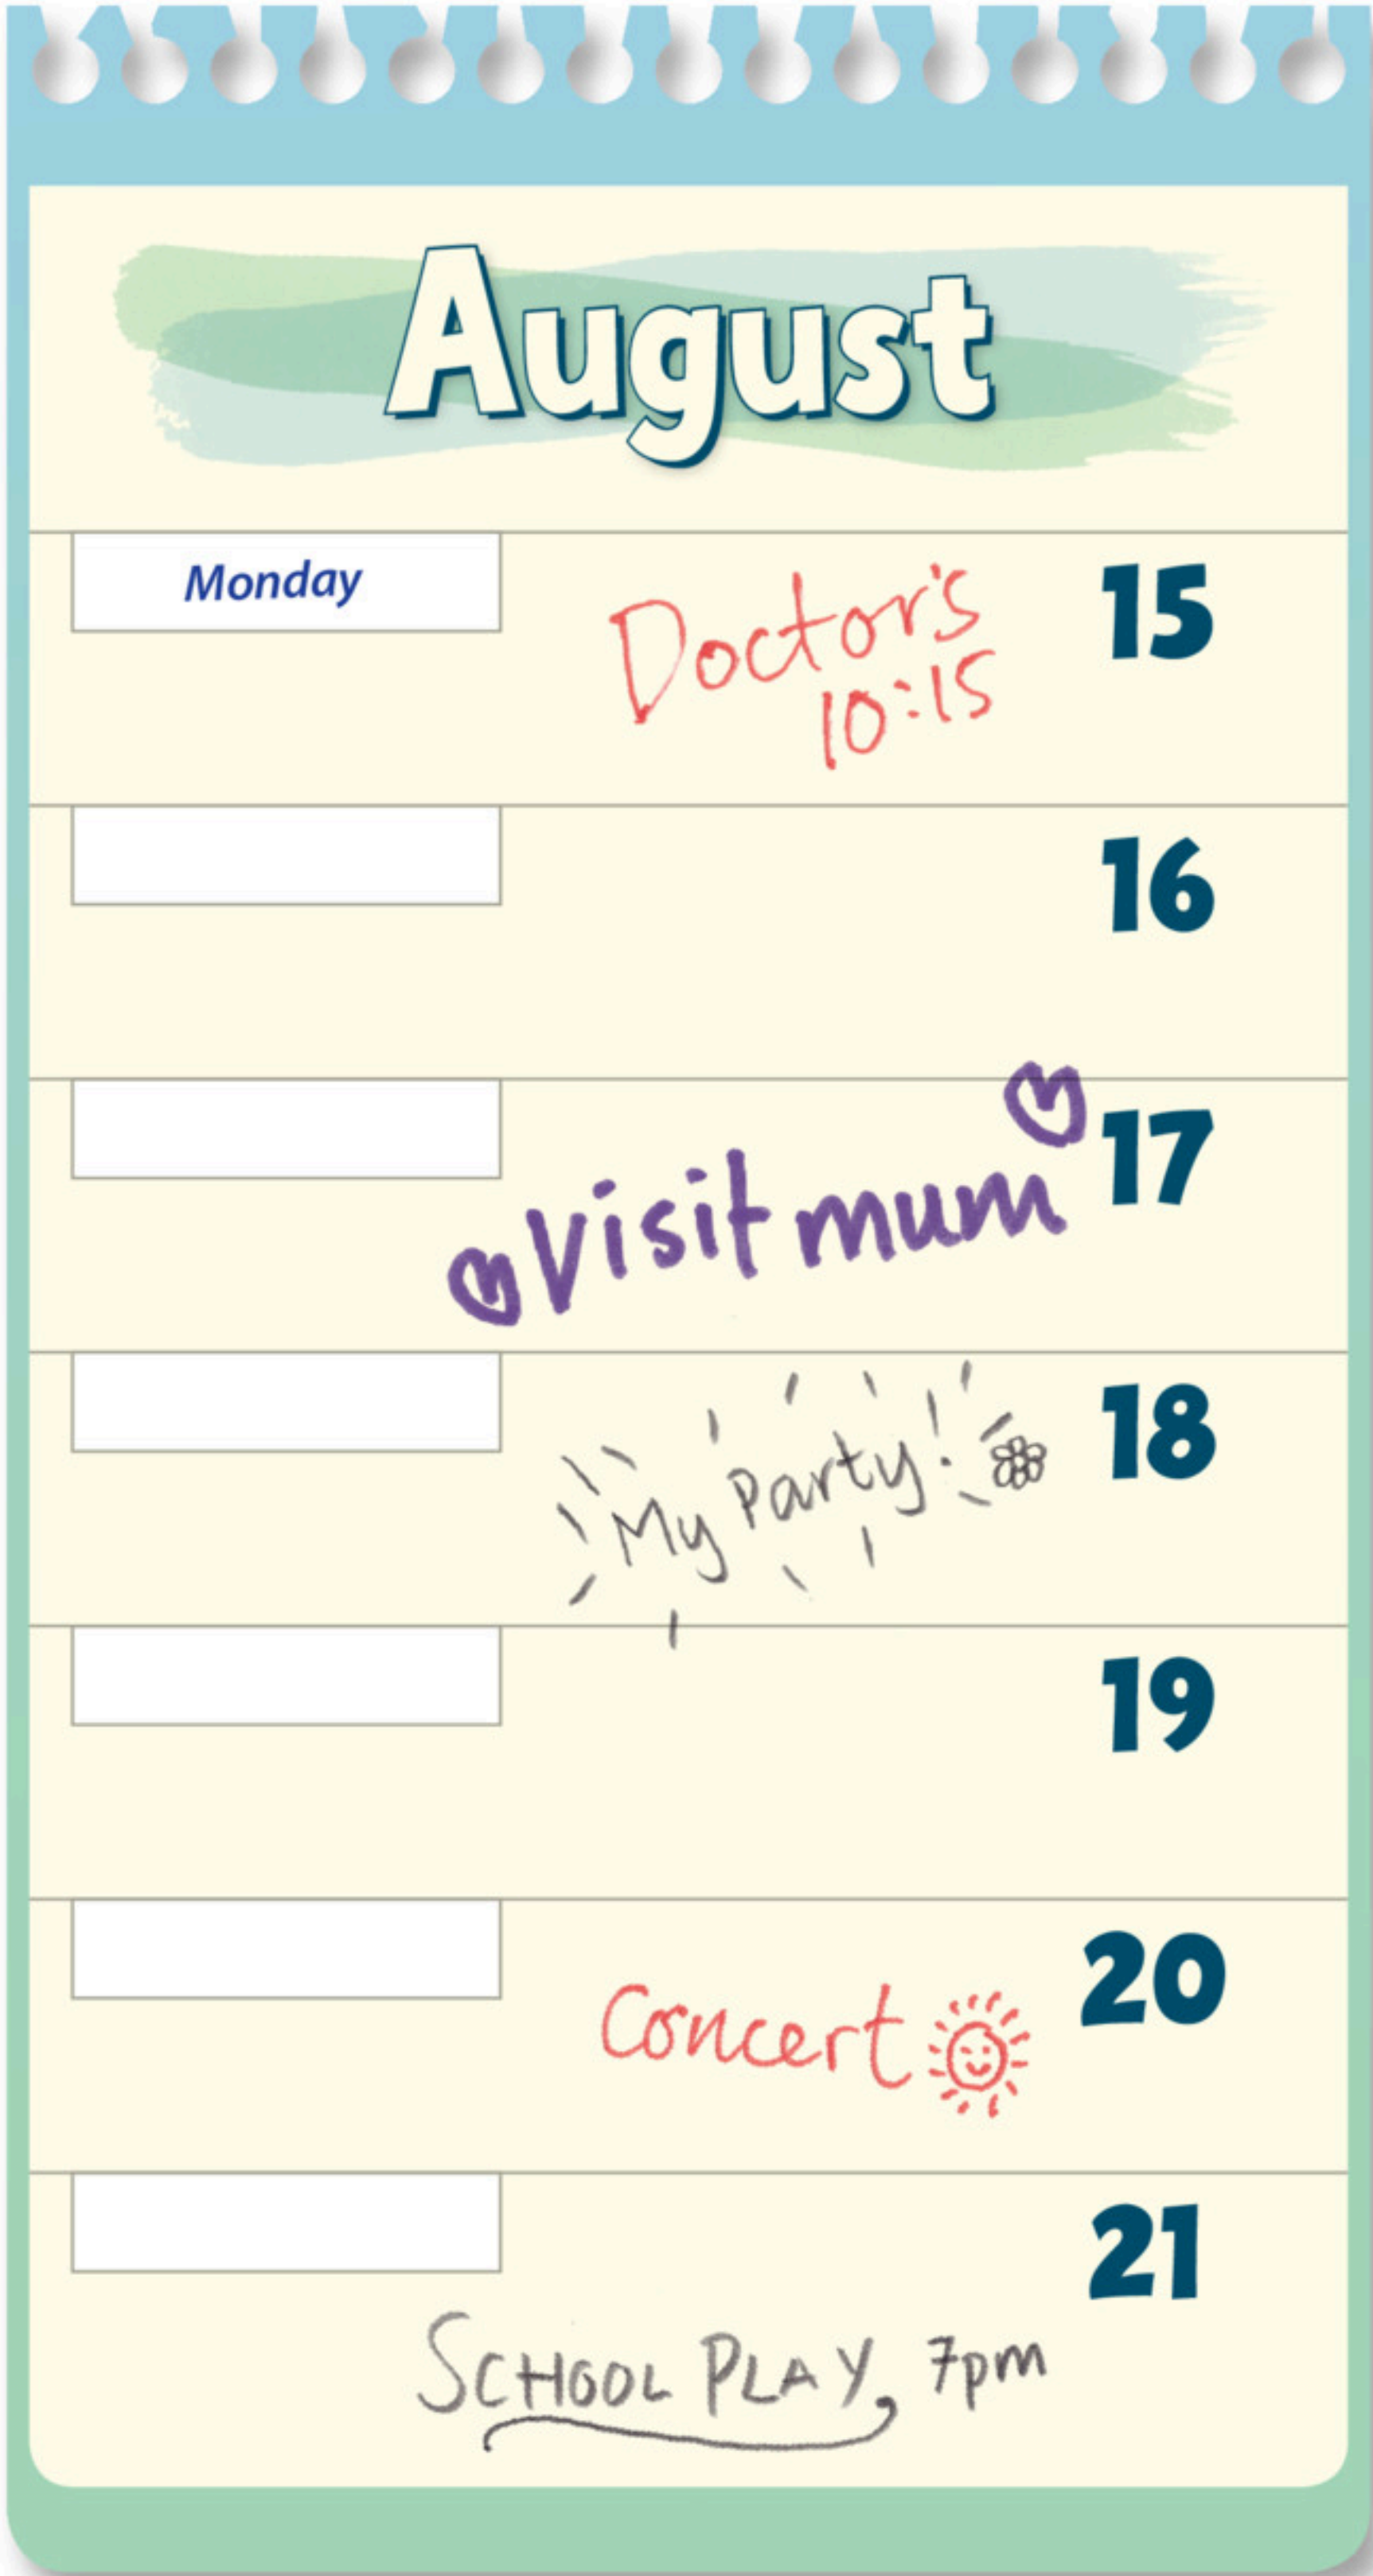 August
Monday
Doctor's
10:15
15
16
17
Visit mum
My Party!
18
19
Concert
20
21
SCHOOL PLAY, 7pm